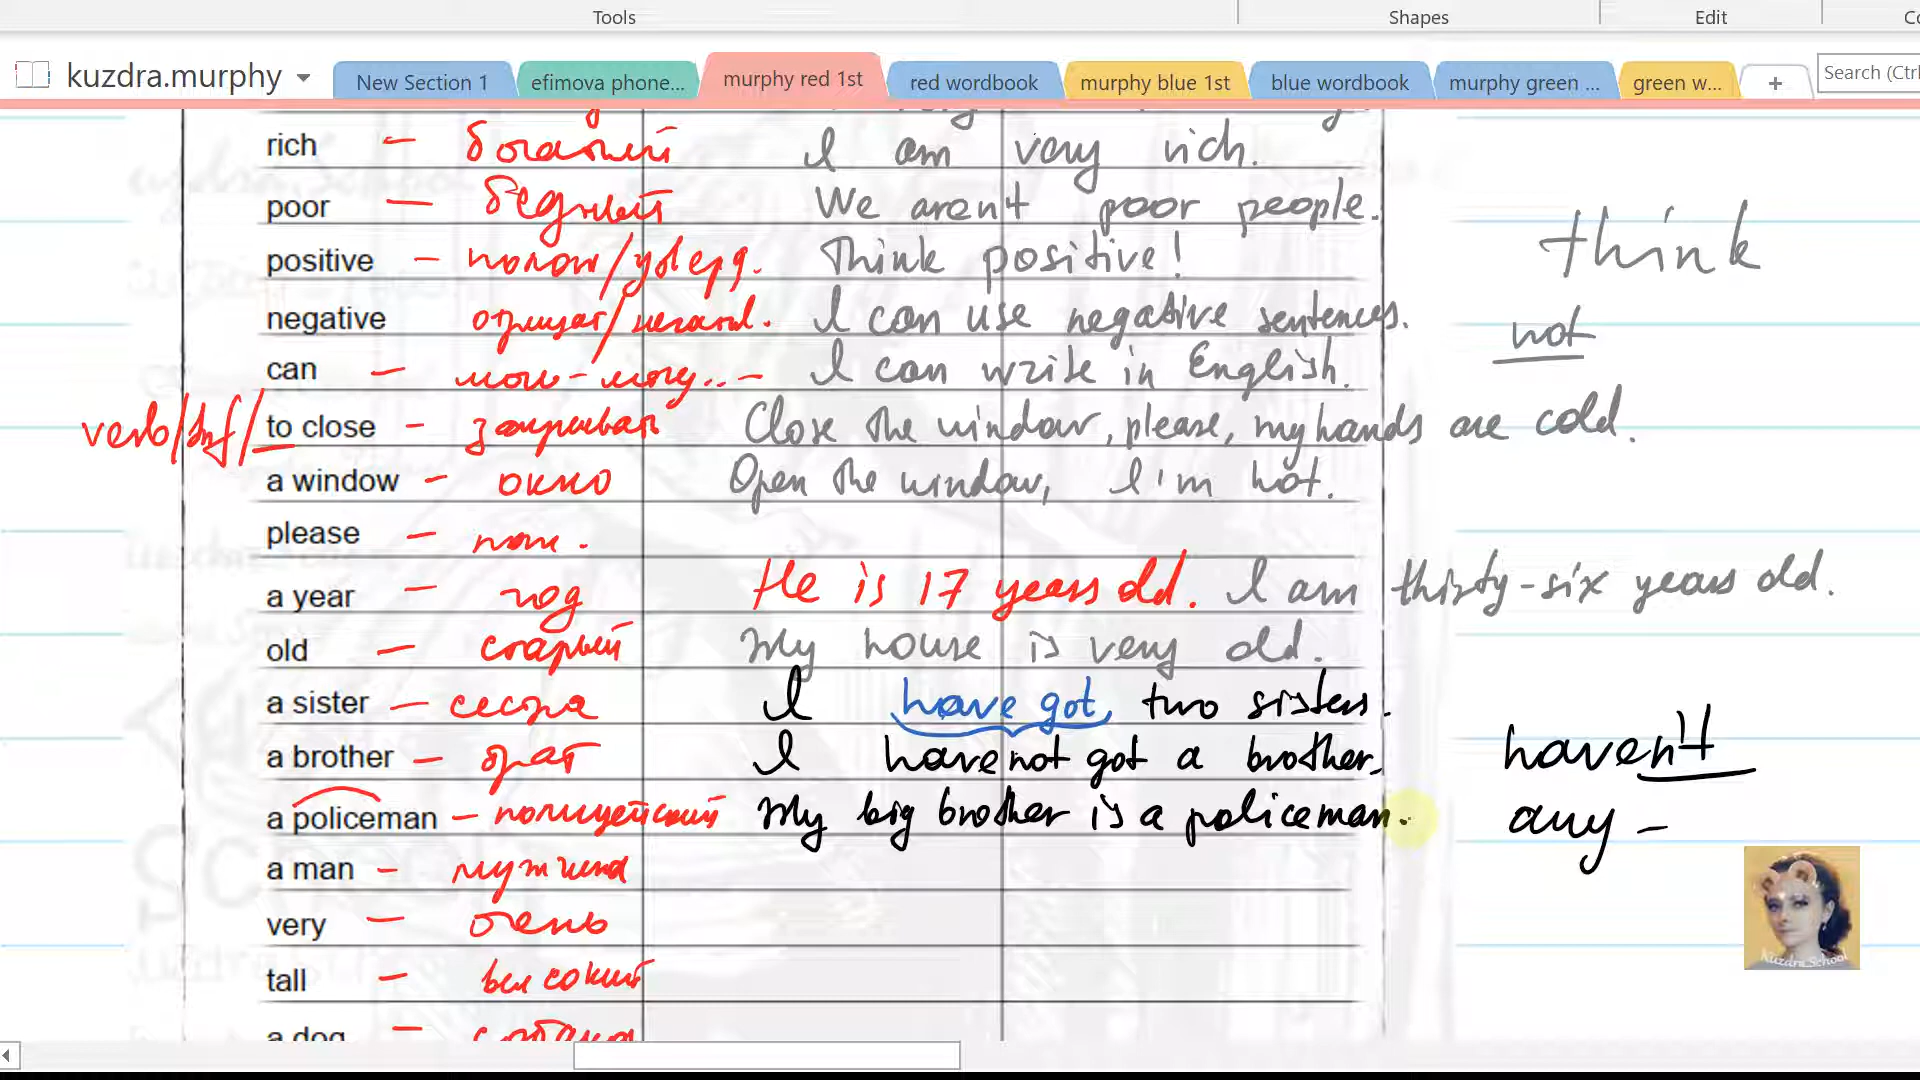 Tools Shapes Edit
kuzdra.murphy New Section 1 efimova phone... murphy red 1st red wordbook murphy blue 1st blue wordbook murphy green ... green w... + Search (Ctrl
rich – богатый I am very rich.
poor – бедный We aren't poor people.
positive – полож/утверд. Think positive! think
negative отрицат/негатив. I can use negative sentences. not
can – мочь - могу.. – I can write in English.
verb/inf/ to close – закрывать Close the window, please, my hands are cold.
a window – окно Open the window, I'm hot.
please – пож.
a year – год He is 17 years old. I am thirty-six years old.
old – старый My house is very old.
a sister – сестра I have got two sisters.
a brother – брат I have not got a brother. haven't
a policeman – полицейский My big brother is a policeman. any –
a man – мужчина
very – очень
tall – высокий
a dog – собака
Kuzdra.School